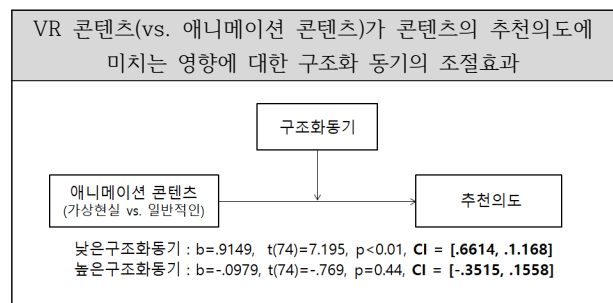 VR 콘텐츠(vs. 애니메이션 콘텐츠)가 콘텐츠의 추천의도에
미치는 영향에 대한 구조화 동기의 조절효과
구조화동기
애니메이션 콘텐츠
(가상현실 vs. 일반적인)
추천의도
낮은구조화동기 : b=.9149, t(74)=7.195, p<0.01, CI = [.6614, .1.168]
높은구조화동기 : b=-.0979, t(74)=-.769, p=0.44, CI = [-.3515, .1558]